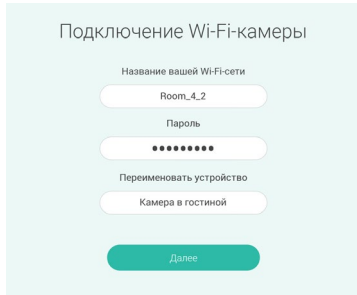 Подключение Wi-Fi-камеры
Название вашей Wi-Fi-сети
Room_4_2
Пароль
●●●●●●●●●
Переименовать устройство
Камера в гостиной
Далее